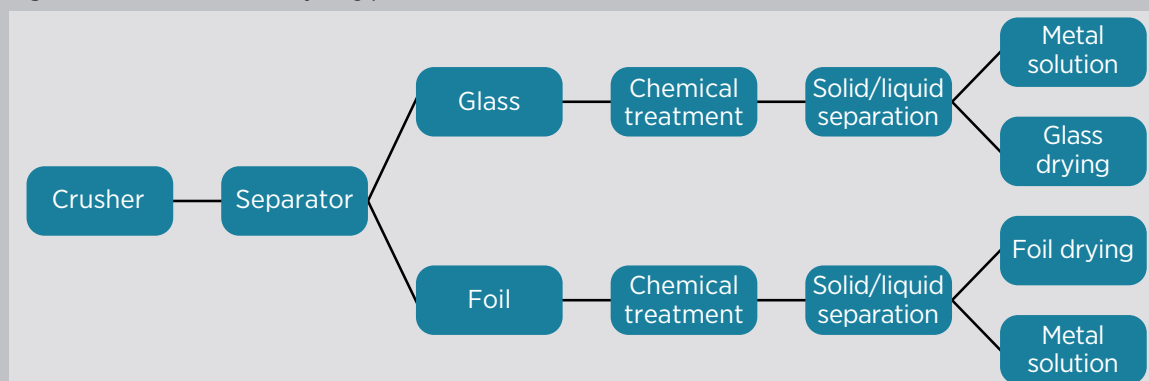 Metal
solution
Glass
Chemical
treatment
Solid/liquid
separation
Glass
drying
Crusher
Separator
Foil drying
Foil
Chemical
treatment
Solid/liquid
separation
Metal
solution